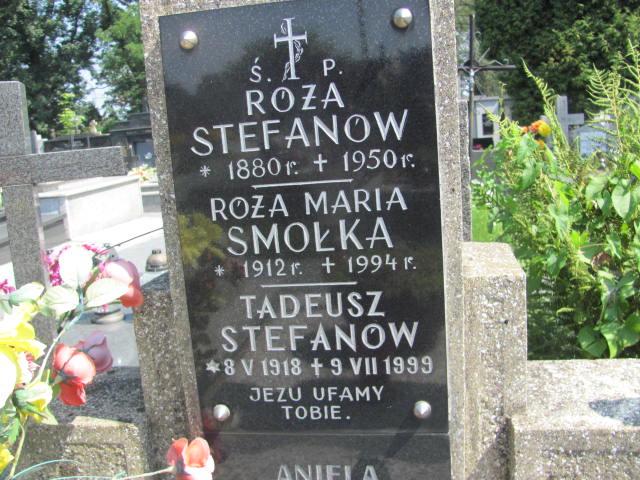 Ś. P.
RÓŻA
STEFANOW
* 1880 r. + 1950 r.
RÓŻA MARIA
SMOŁKA
* 1912 r. + 1994 r.
TADEUSZ
STEFANOW
* 8 V 1918 + 9 VII 1999
JEZU UFAMY
TOBIE.
ANIELA